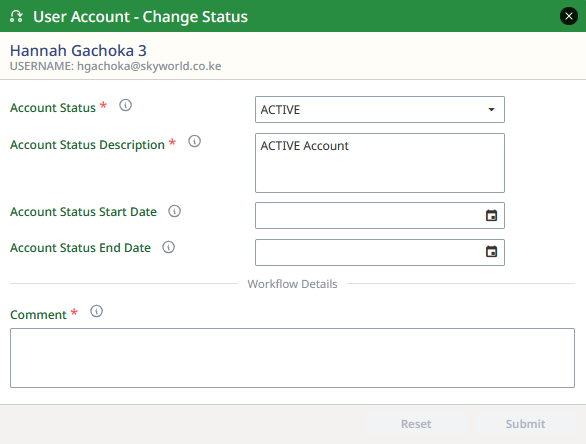 User Account - Change Status
Hannah Gachoka 3
USERNAME: hgachoka@skyworld.co.ke
Account Status *
ACTIVE
Account Status Description *
ACTIVE Account
Account Status Start Date
Account Status End Date
Workflow Details
Comment *
Reset Submit